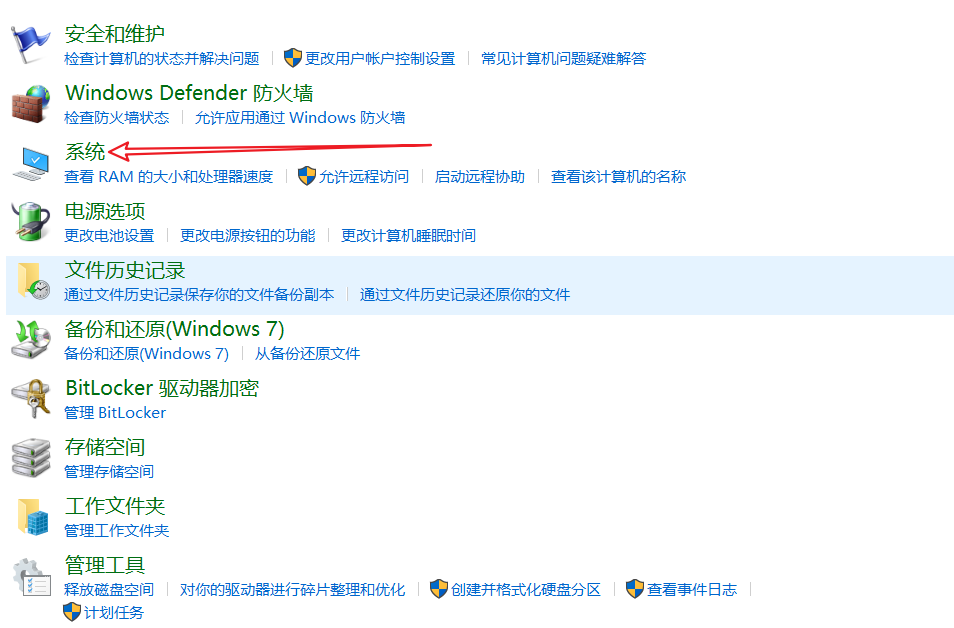 安全和维护
检查计算机的状态并解决问题 更改用户帐户控制设置 常见计算机问题疑难解答
Windows Defender 防火墙
检查防火墙状态 允许应用通过 Windows 防火墙
系统
查看 RAM 的大小和处理器速度 允许远程访问 启动远程协助 查看该计算机的名称
电源选项
更改电池设置 更改电源按钮的功能 更改计算机睡眠时间
文件历史记录
通过文件历史记录保存你的文件备份副本 通过文件历史记录还原你的文件
备份和还原(Windows 7)
备份和还原(Windows 7) 从备份还原文件
BitLocker 驱动器加密
管理 BitLocker
存储空间
管理存储空间
工作文件夹
管理工作文件夹
管理工具
释放磁盘空间 对你的驱动器进行碎片整理和优化 创建并格式化硬盘分区 查看事件日志
计划任务